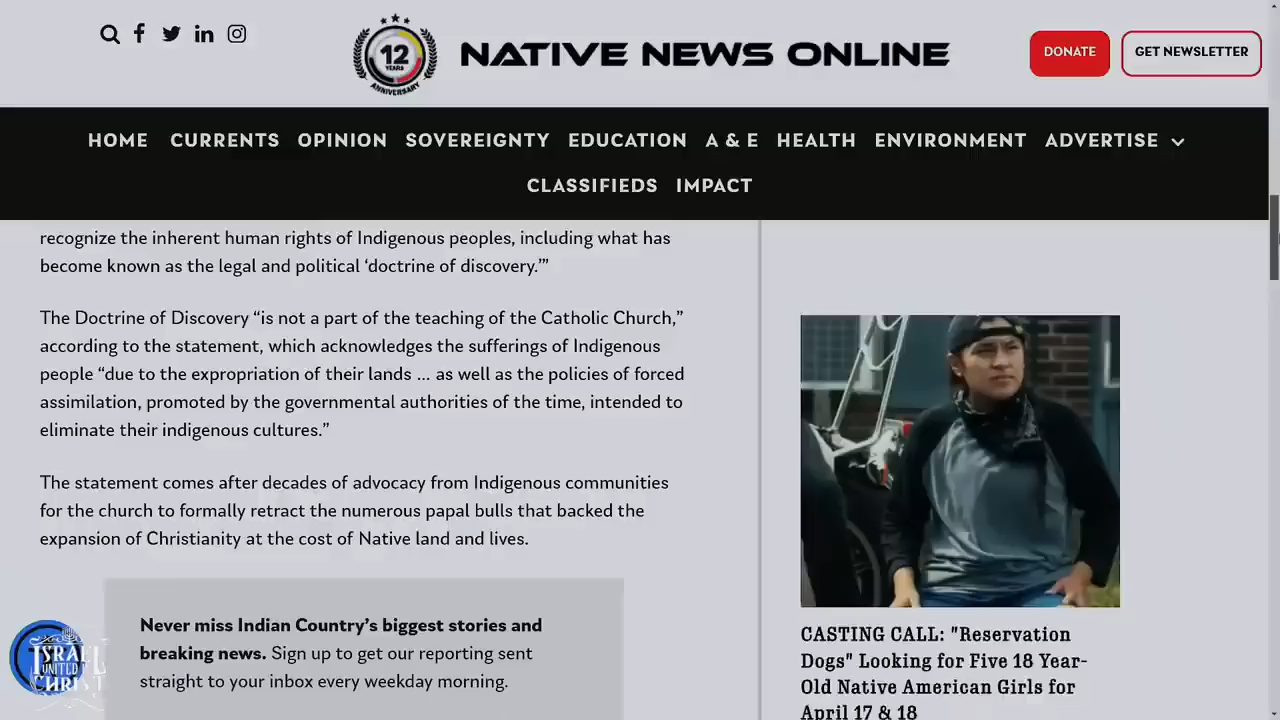 12
YEARS
ANNIVERSARY
NATIVE NEWS ONLINE
DONATE
GET NEWSLETTER
HOME CURRENTS OPINION SOVEREIGNTY EDUCATION A & E HEALTH ENVIRONMENT ADVERTISE
CLASSIFIEDS IMPACT
recognize the inherent human rights of Indigenous peoples, including what has
become known as the legal and political ‘doctrine of discovery.’”
The Doctrine of Discovery “is not a part of the teaching of the Catholic Church,”
according to the statement, which acknowledges the sufferings of Indigenous
people “due to the expropriation of their lands ... as well as the policies of forced
assimilation, promoted by the governmental authorities of the time, intended to
eliminate their indigenous cultures.”
The statement comes after decades of advocacy from Indigenous communities
for the church to formally retract the numerous papal bulls that backed the
expansion of Christianity at the cost of Native land and lives.
Never miss Indian Country’s biggest stories and
breaking news. Sign up to get our reporting sent
straight to your inbox every weekday morning.
CASTING CALL: "Reservation
Dogs" Looking for Five 18 Year-
Old Native American Girls for
April 17 & 18
ISRAEL
UNITED
CHRIST